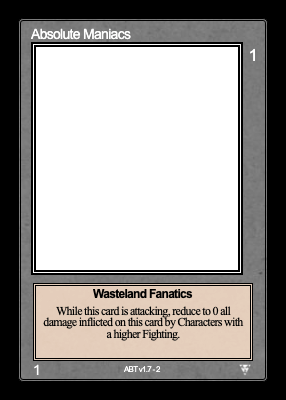 Absolute Maniacs
1
Wasteland Fanatics
While this card is attacking, reduce to 0 all
damage inflicted on this card by Characters with
a higher Fighting.
1
ABT v1.7 - 2